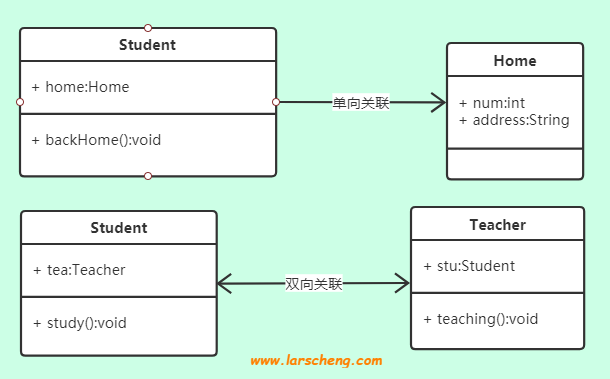 Student
+ home:Home
+ backHome():void
单向关联
Home
+ num:int
+ address:String
Student
+ tea:Teacher
+ study():void
双向关联
Teacher
+ stu:Student
+ teaching():void
www.larscheng.com